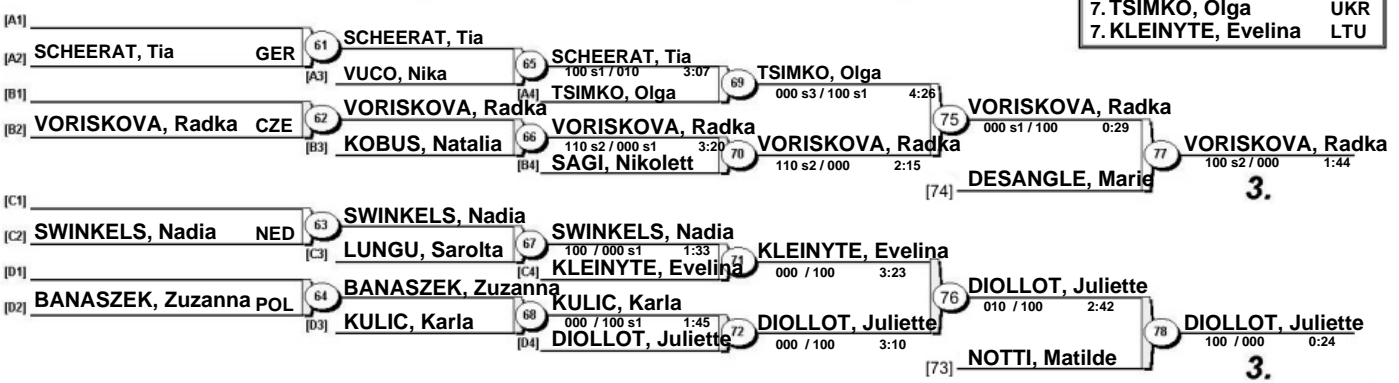 7. TSIMKO, Olga UKR
7. KLEINYTE, Evelina LTU
[A1]
[A2] SCHEERAT, Tia GER
61 SCHEERAT, Tia
[A3] VUCO, Nika
65 SCHEERAT, Tia
100 s1 / 010 3:07
[A4] TSIMKO, Olga
69 TSIMKO, Olga
000 s3 / 100 s1 4:26
[B1]
[B2] VORISKOVA, Radka CZE
62 VORISKOVA, Radka
[B3] KOBUS, Natalia
66 VORISKOVA, Radka
110 s2 / 000 s1 3:20
[B4] SAGI, Nikolett
70 VORISKOVA, Radka
110 s2 / 000 2:15
75 VORISKOVA, Radka
000 s1 / 100 0:29
[74] DESANGLE, Marie
77 VORISKOVA, Radka
100 s2 / 000 1:44
3.
[C1]
[C2] SWINKELS, Nadia NED
63 SWINKELS, Nadia
[C3] LUNGU, Sarolta
67 SWINKELS, Nadia
100 / 000 s1 1:33
[C4] KLEINYTE, Evelina
71 KLEINYTE, Evelina
000 / 100 3:23
[D1]
[D2] BANASZEK, Zuzanna POL
64 BANASZEK, Zuzanna
[D3] KULIC, Karla
68 KULIC, Karla
000 / 100 s1 1:45
[D4] DIOLLOT, Juliette
72 DIOLLOT, Juliette
000 / 100 3:10
76 DIOLLOT, Juliette
010 / 100 2:42
[73] NOTTI, Matilde
78 DIOLLOT, Juliette
100 / 000 0:24
3.